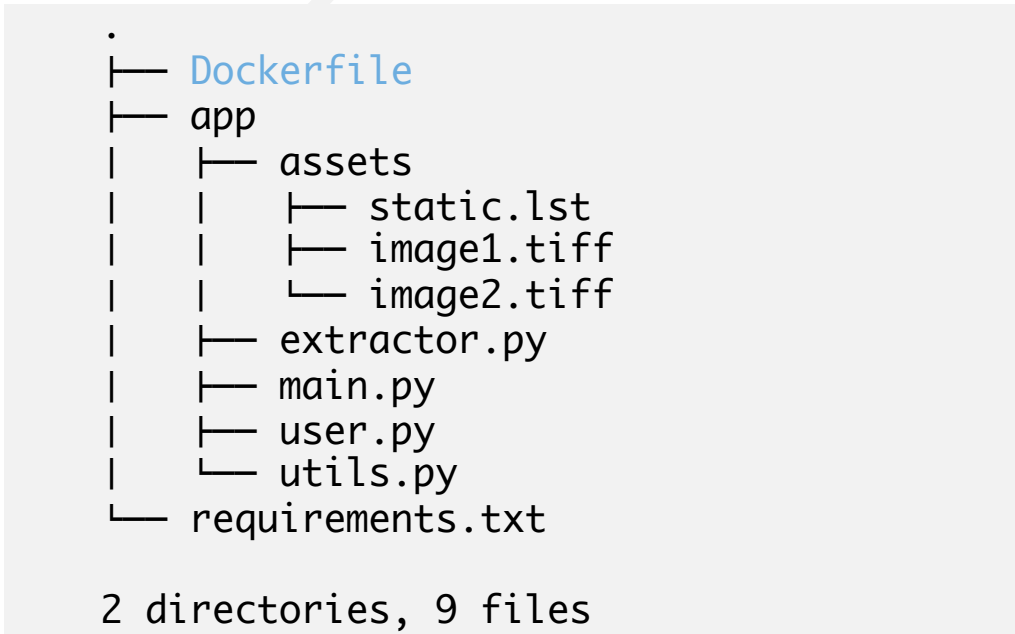 .
├── Dockerfile
├── app
│   ├── assets
│   │   ├── static.lst
│   │   ├── image1.tiff
│   │   └── image2.tiff
│   ├── extractor.py
│   ├── main.py
│   ├── user.py
│   └── utils.py
└── requirements.txt
2 directories, 9 files